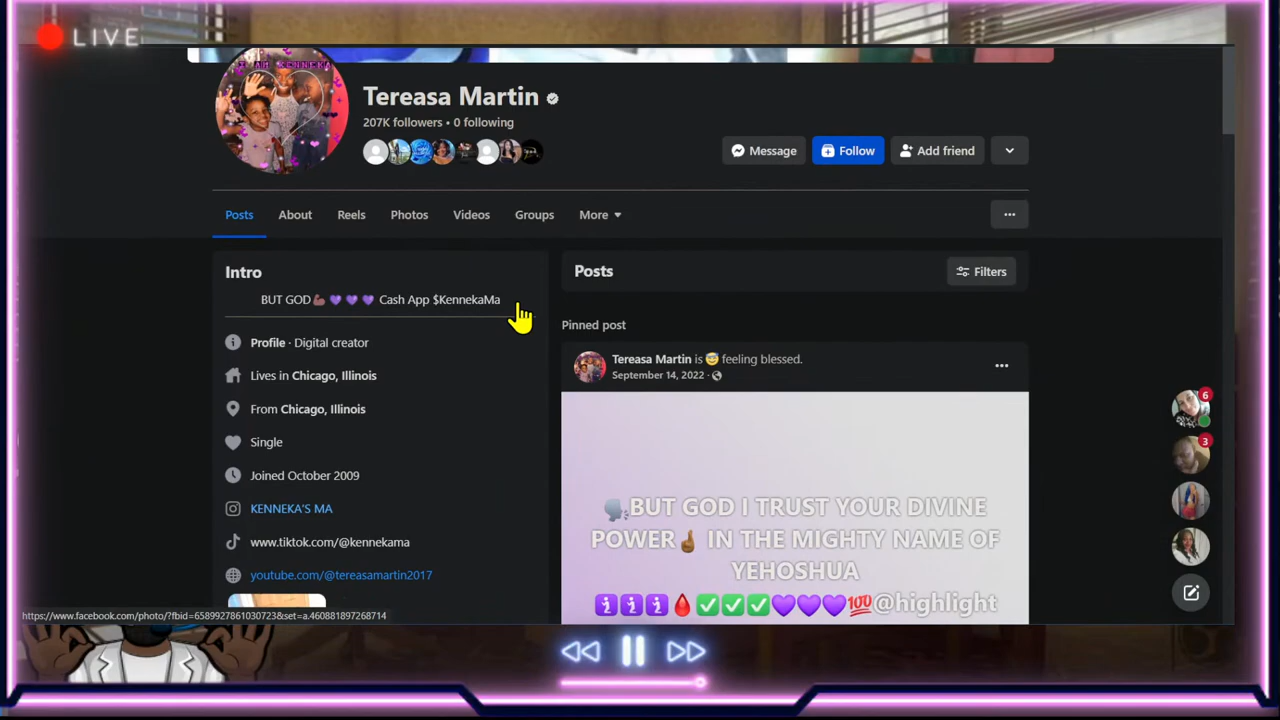 LIVE
I AM KENNEKA
Tereasa Martin
207K followers • 0 following
Message
Follow
Add friend
Posts
About
Reels
Photos
Videos
Groups
More
Intro
BUT GOD💪🏾💜💜💜 Cash App $KennekaMa
Profile · Digital creator
Lives in Chicago, Illinois
From Chicago, Illinois
Single
Joined October 2009
KENNEKA'S MA
www.tiktok.com/@kennekama
youtube.com/@tereasamartin2017
Posts
Filters
Pinned post
Tereasa Martin is 😇 feeling blessed.
September 14, 2022 ·
🗣️BUT GOD I TRUST YOUR DIVINE
POWER☝🏾 IN THE MIGHTY NAME OF
YEHOSHUA
ℹ️ℹ️ℹ️🩸✅✅✅💜💜💜💯@highlight
6
3
https://www.facebook.com/photo/?fbid=6589927861030723&set=a.460881897268714